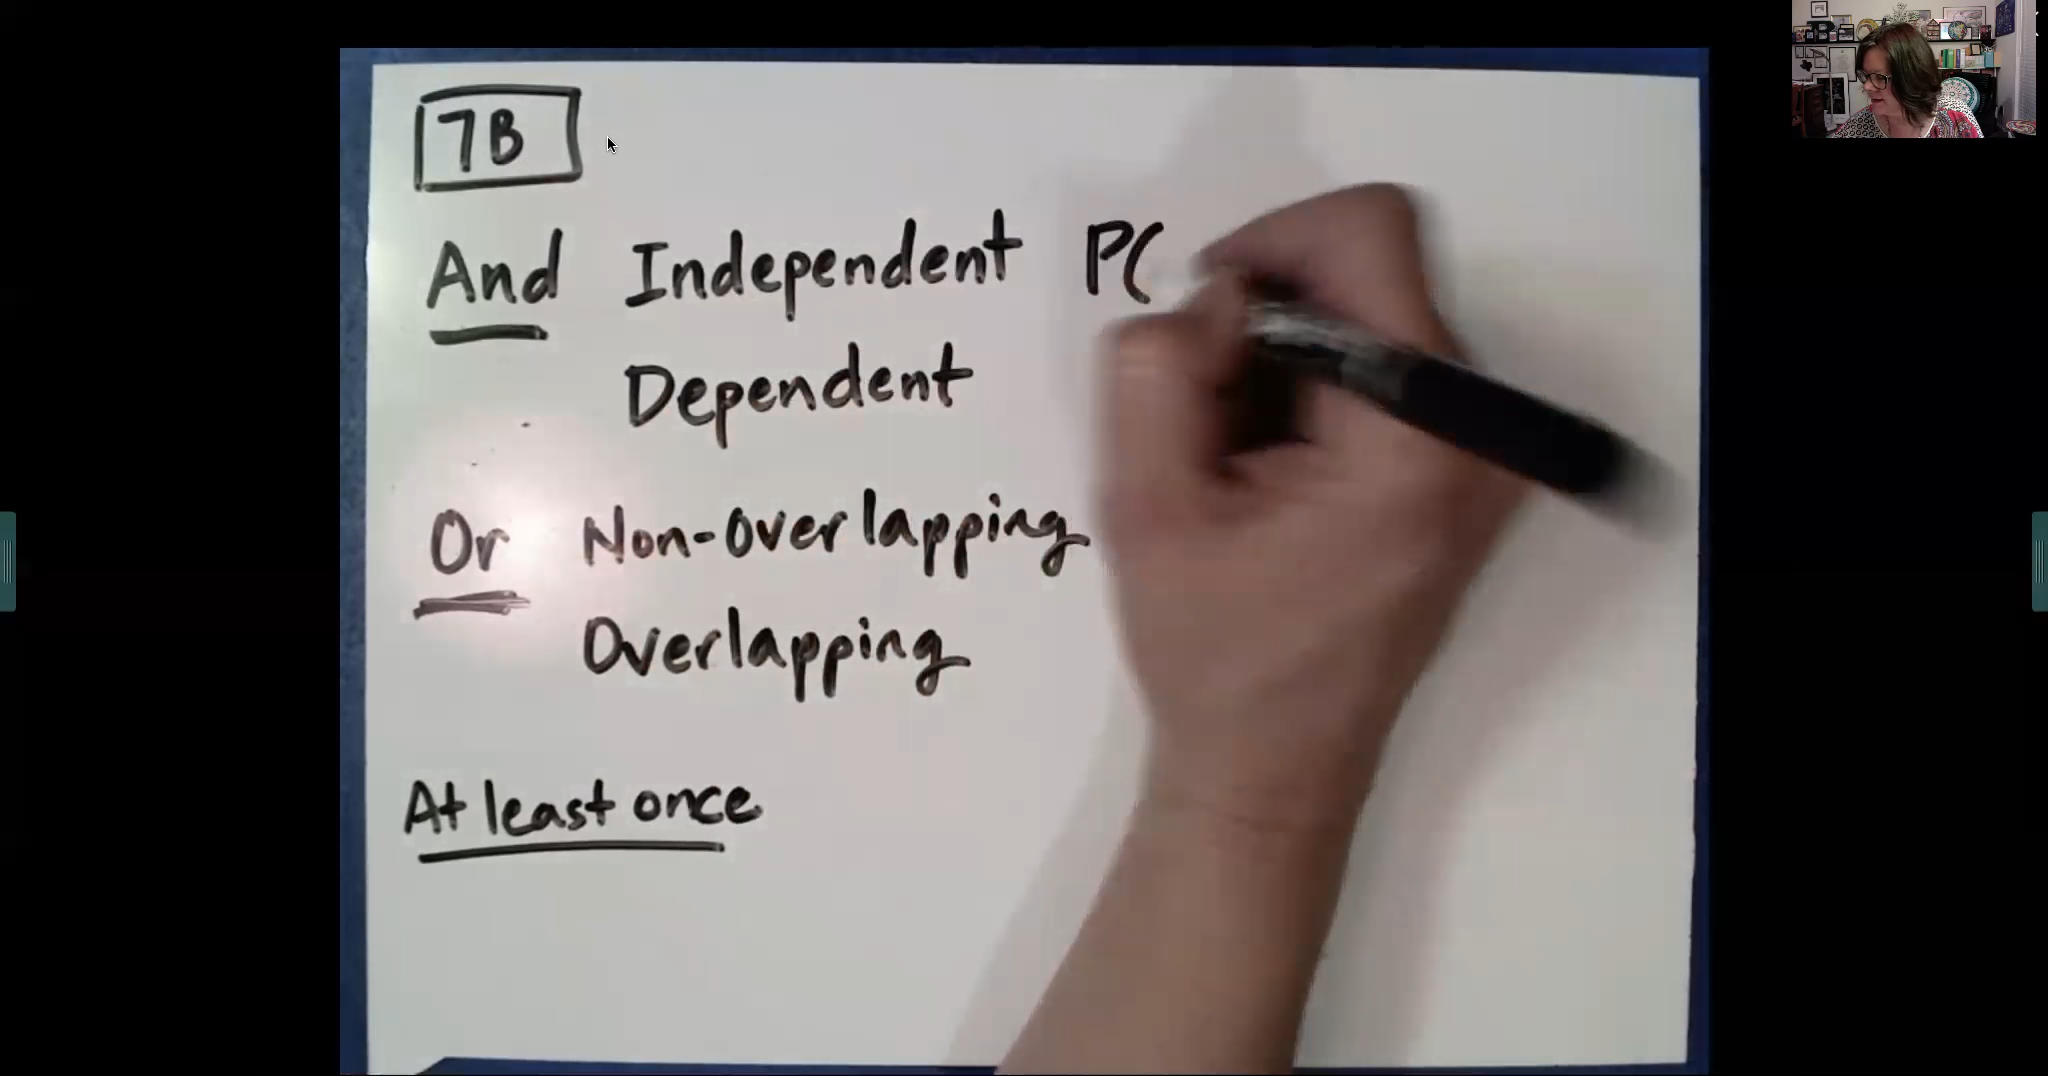 7B
And Independent P(
Dependent
Or Non-Overlapping
Overlapping
At least once